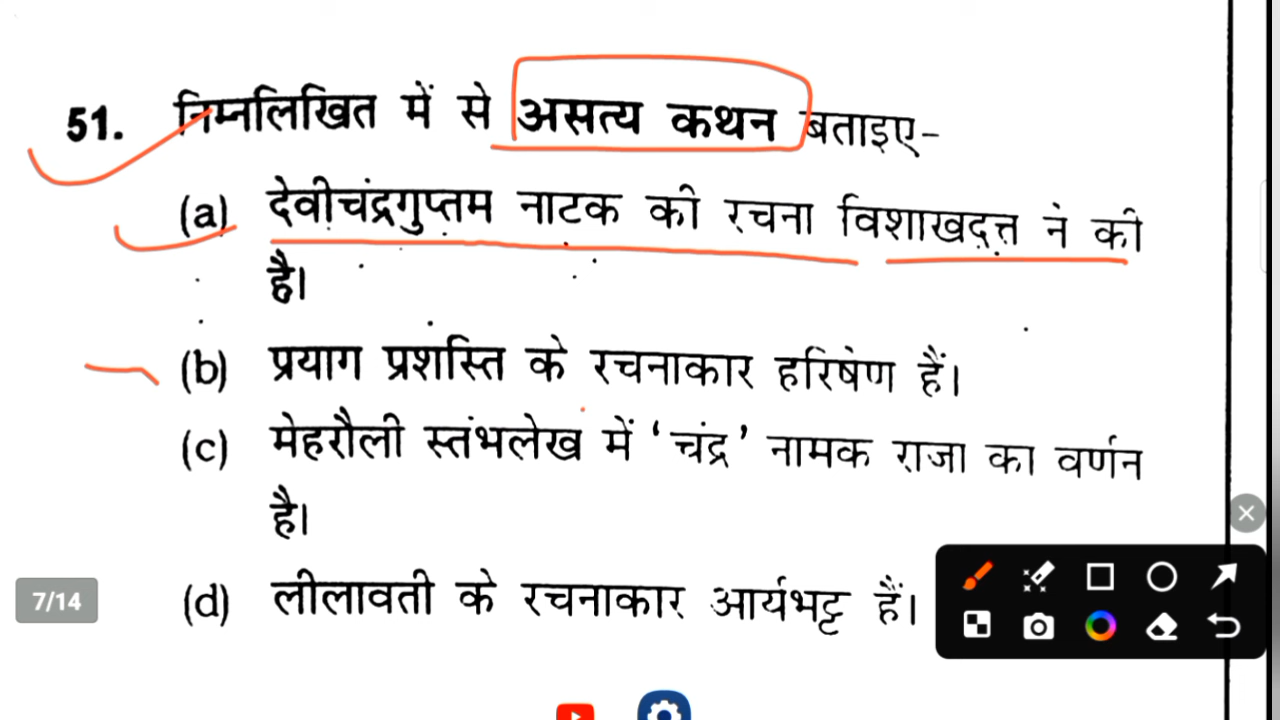 51. निम्नलिखित में से असत्य कथन बताइए-
(a) देवीचंद्रगुप्तम नाटक की रचना विशाखदत्त ने की
है।
(b) प्रयाग प्रशस्ति के रचनाकार हरिषेण हैं।
(c) मेहरौली स्तंभलेख में ‘चंद्र’ नामक राजा का वर्णन
है।
(d) लीलावती के रचनाकार आर्यभट्ट हैं।
7/14